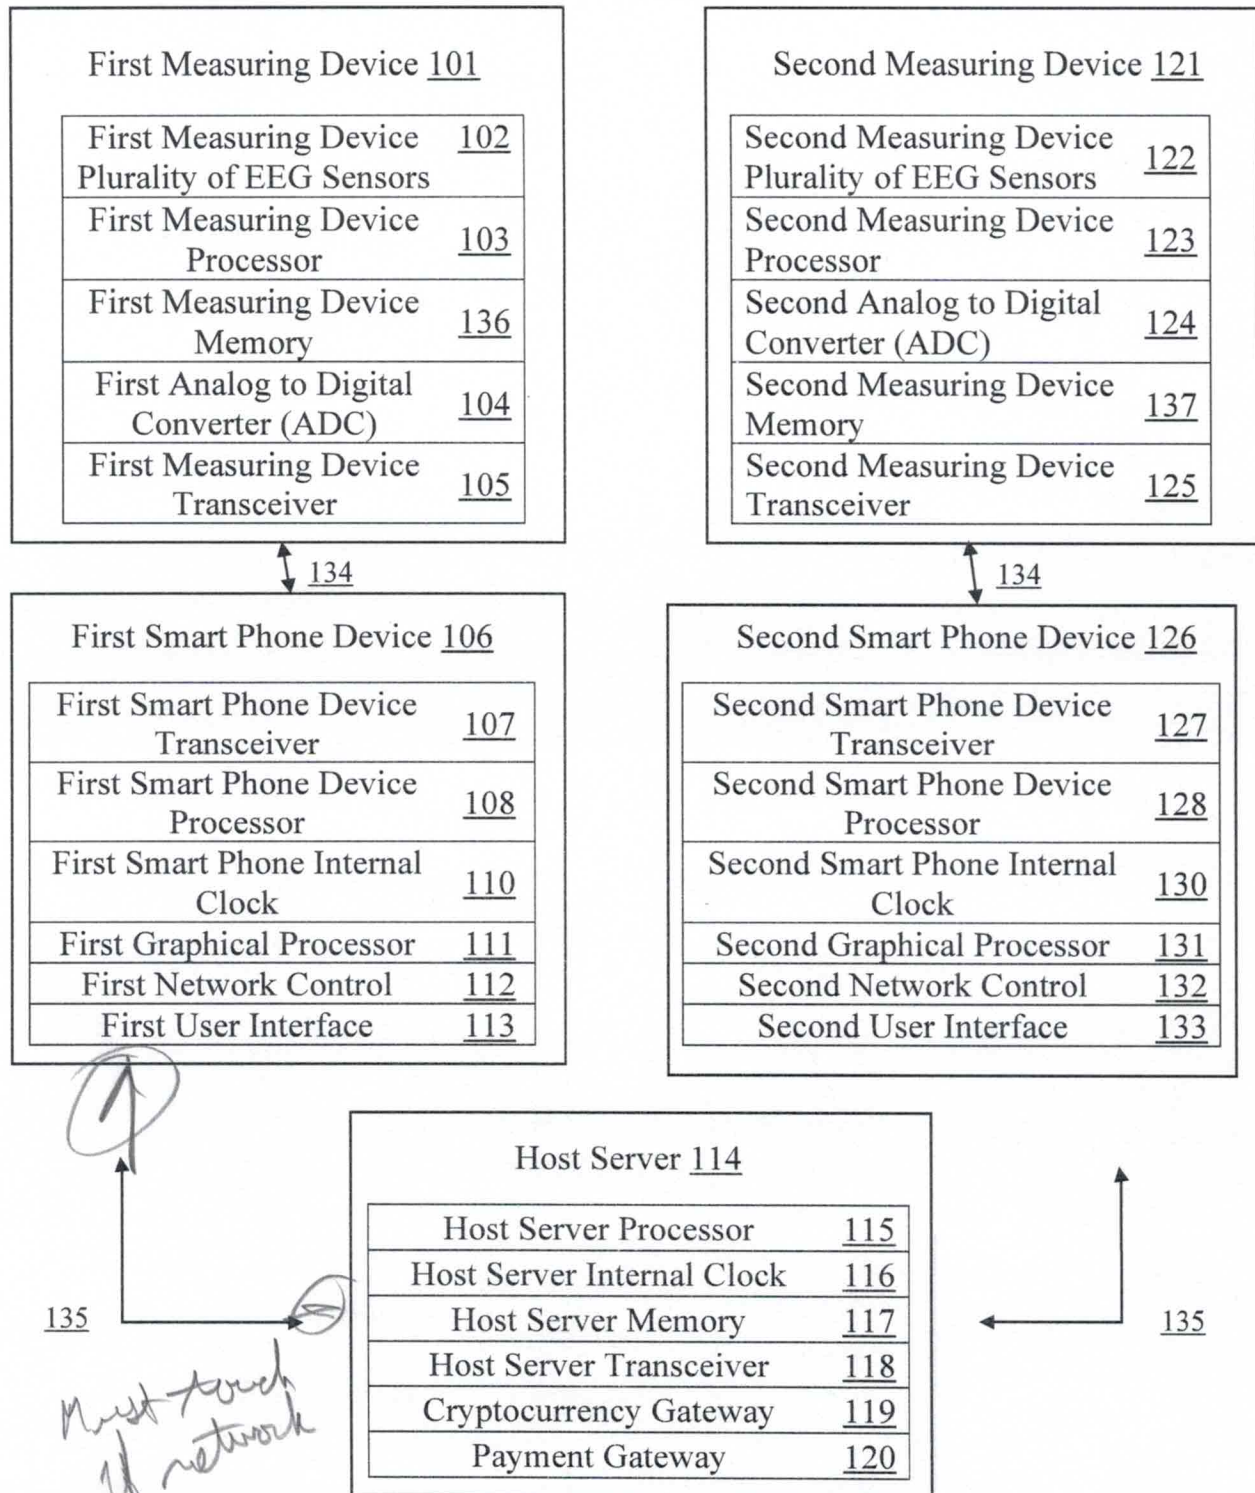 First Measuring Device 101
First Measuring Device 102
Plurality of EEG Sensors
First Measuring Device
Processor 103
First Measuring Device
Memory 136
First Analog to Digital
Converter (ADC) 104
First Measuring Device
Transceiver 105
Second Measuring Device 121
Second Measuring Device
Plurality of EEG Sensors 122
Second Measuring Device
Processor 123
Second Analog to Digital
Converter (ADC) 124
Second Measuring Device
Memory 137
Second Measuring Device
Transceiver 125
134
134
First Smart Phone Device 106
First Smart Phone Device
Transceiver 107
First Smart Phone Device
Processor 108
First Smart Phone Internal
Clock 110
First Graphical Processor 111
First Network Control 112
First User Interface 113
Second Smart Phone Device 126
Second Smart Phone Device
Transceiver 127
Second Smart Phone Device
Processor 128
Second Smart Phone Internal
Clock 130
Second Graphical Processor 131
Second Network Control 132
Second User Interface 133
Host Server 114
Host Server Processor 115
Host Server Internal Clock 116
Host Server Memory 117
Host Server Transceiver 118
Cryptocurrency Gateway 119
Payment Gateway 120
135
135
Must touch
if network